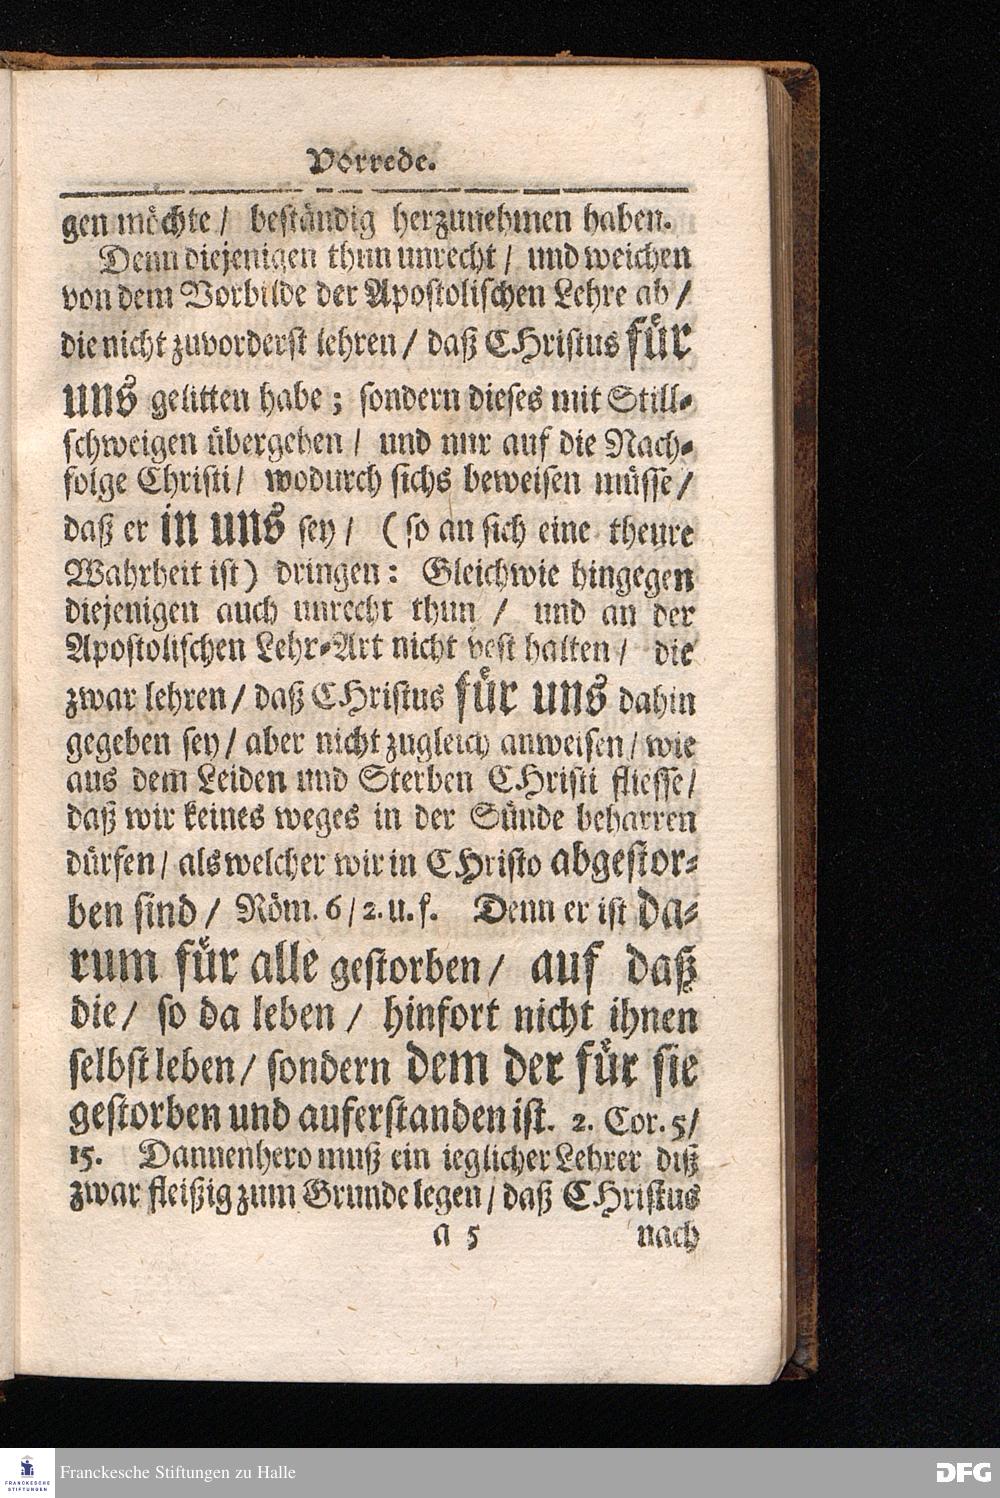 Vorrede.
gen möchte / beständig herzunehmen haben.
Denn diejenigen thun unrecht / und weichen
von dem Vorbilde der Apostolischen Lehre ab /
die nicht zuvorderst lehren / daß CHristus für
uns gelitten habe ; sondern dieses mit Still-
schweigen übergehen / und nur auf die Nach-
folge Christi / wodurch sichs beweisen müsse /
daß er in uns sey / ( so an sich eine theure
Wahrheit ist ) dringen : Gleichwie hingegen
diejenigen auch unrecht thun / und an der
Apostolischen Lehr-Art nicht vest halten / die
zwar lehren / daß CHristus für uns dahin
gegeben sey / aber nicht zugleich anweisen / wie
aus dem Leiden und Sterben CHristi fliesse /
daß wir keines weges in der Sünde beharren
dürfen / als welcher wir in CHristo abgestor-
ben sind / Röm. 6 / 2. u. f. Denn er ist da-
rum für alle gestorben / auf daß
die / so da leben / hinfort nicht ihnen
selbst leben / sondern dem der für sie
gestorben und auferstanden ist. 2. Cor. 5 /
15. Dannenhero muß ein ieglicher Lehrer diß
zwar fleißig zum Grunde legen / daß CHristus
a 5 nach
FRANCKESCHE STIFTUNGEN
Franckesche Stiftungen zu Halle
DFG